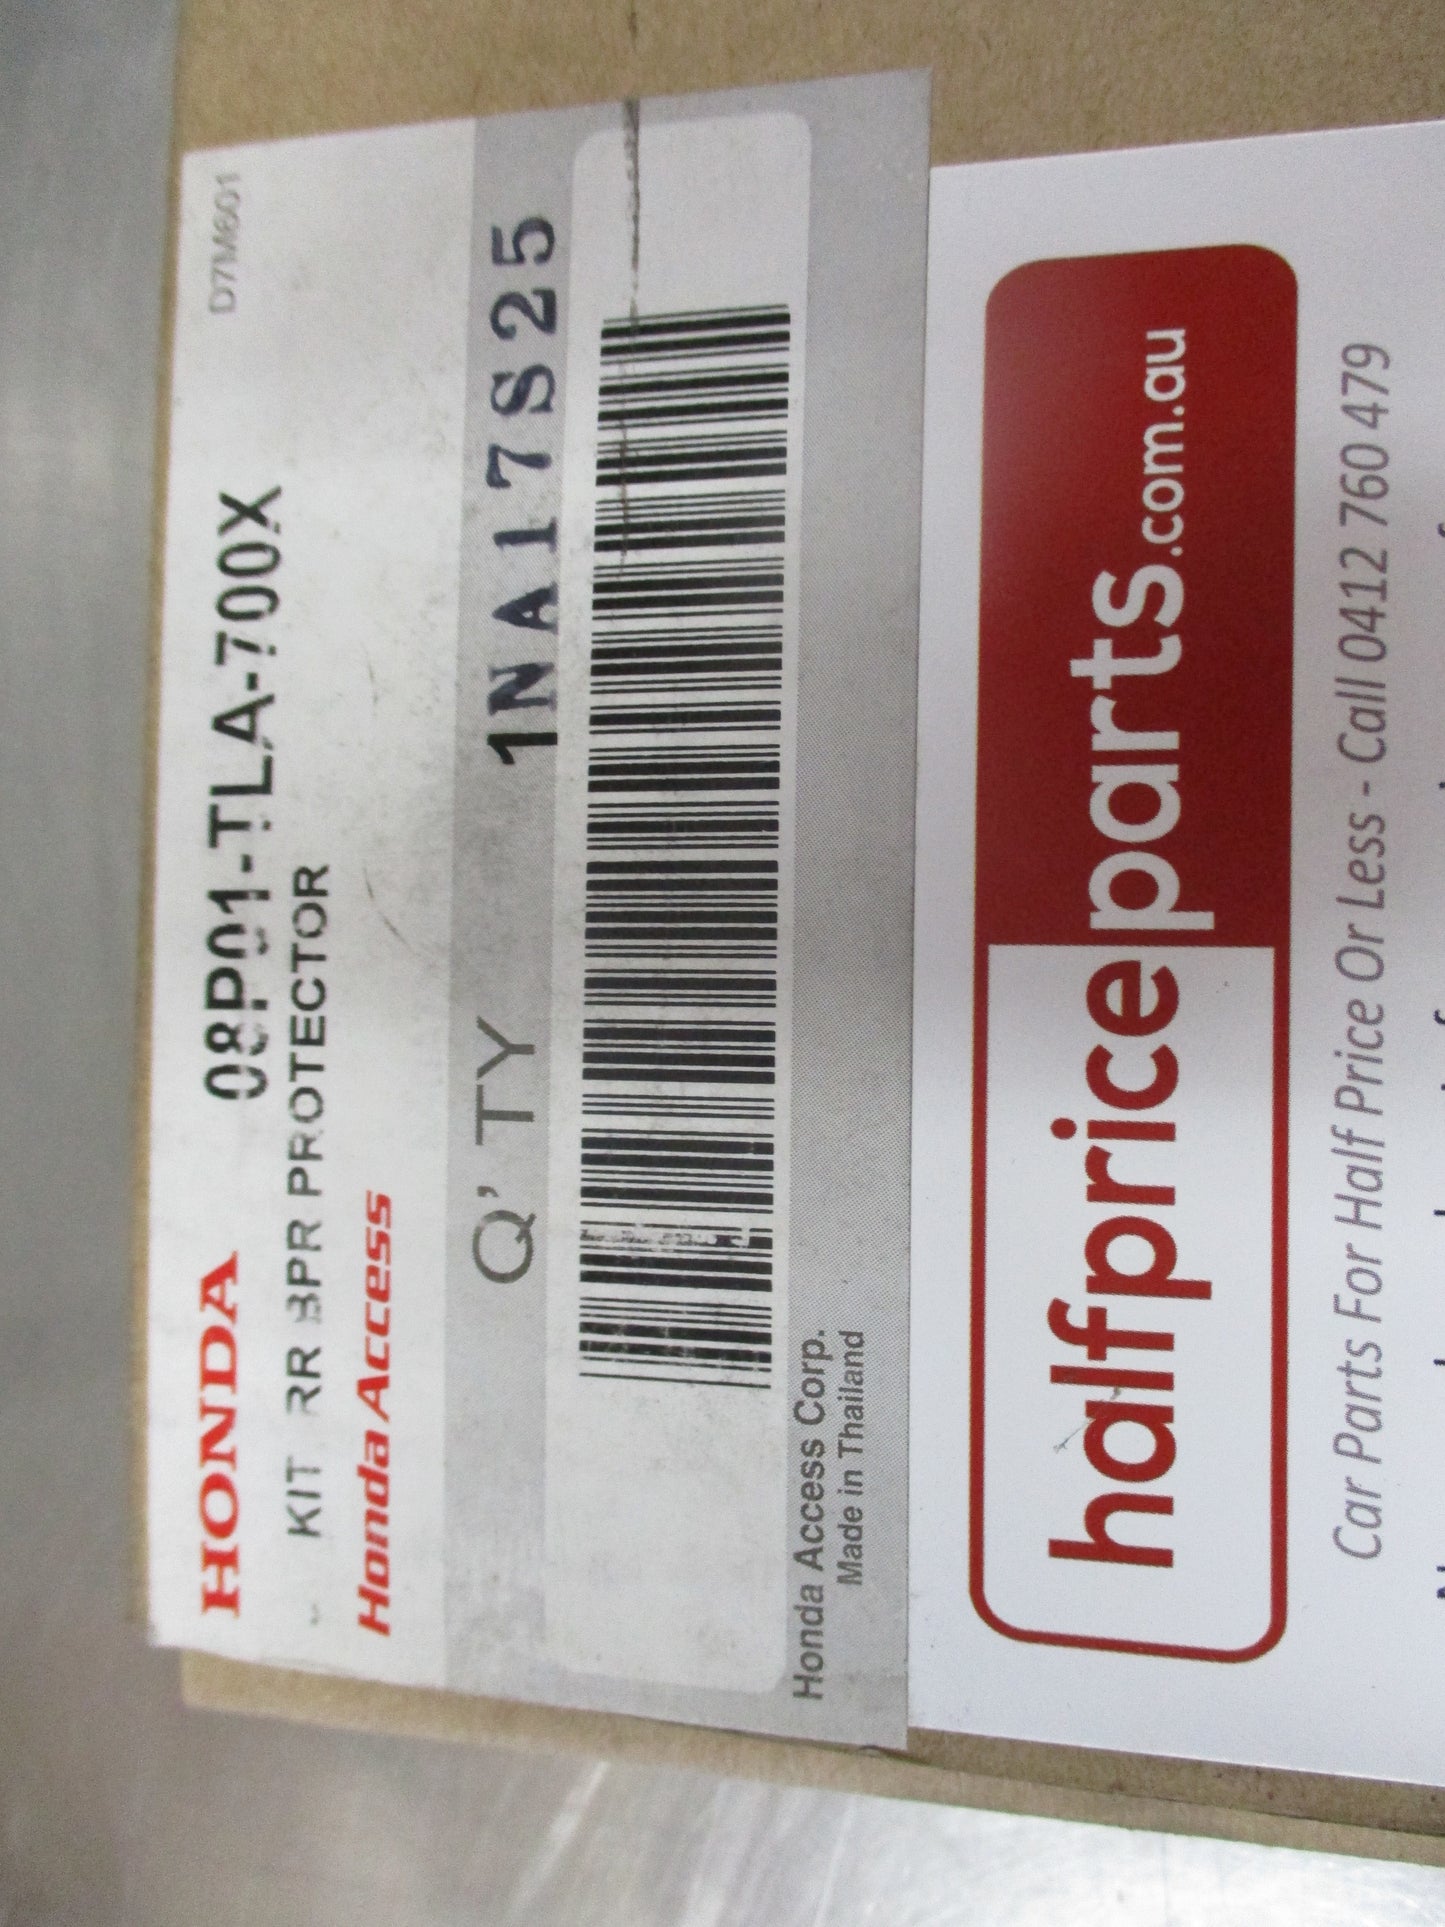 D7M601
HONDA 08P01-TLA-700X
KIT RR BPR PROTECTOR
Honda Access
Q'TY 1NA17S25
Honda Access Corp.
Made in Thailand
halfpriceparts.com.au
Car Parts For Half Price Or Less - Call 0412 760 479